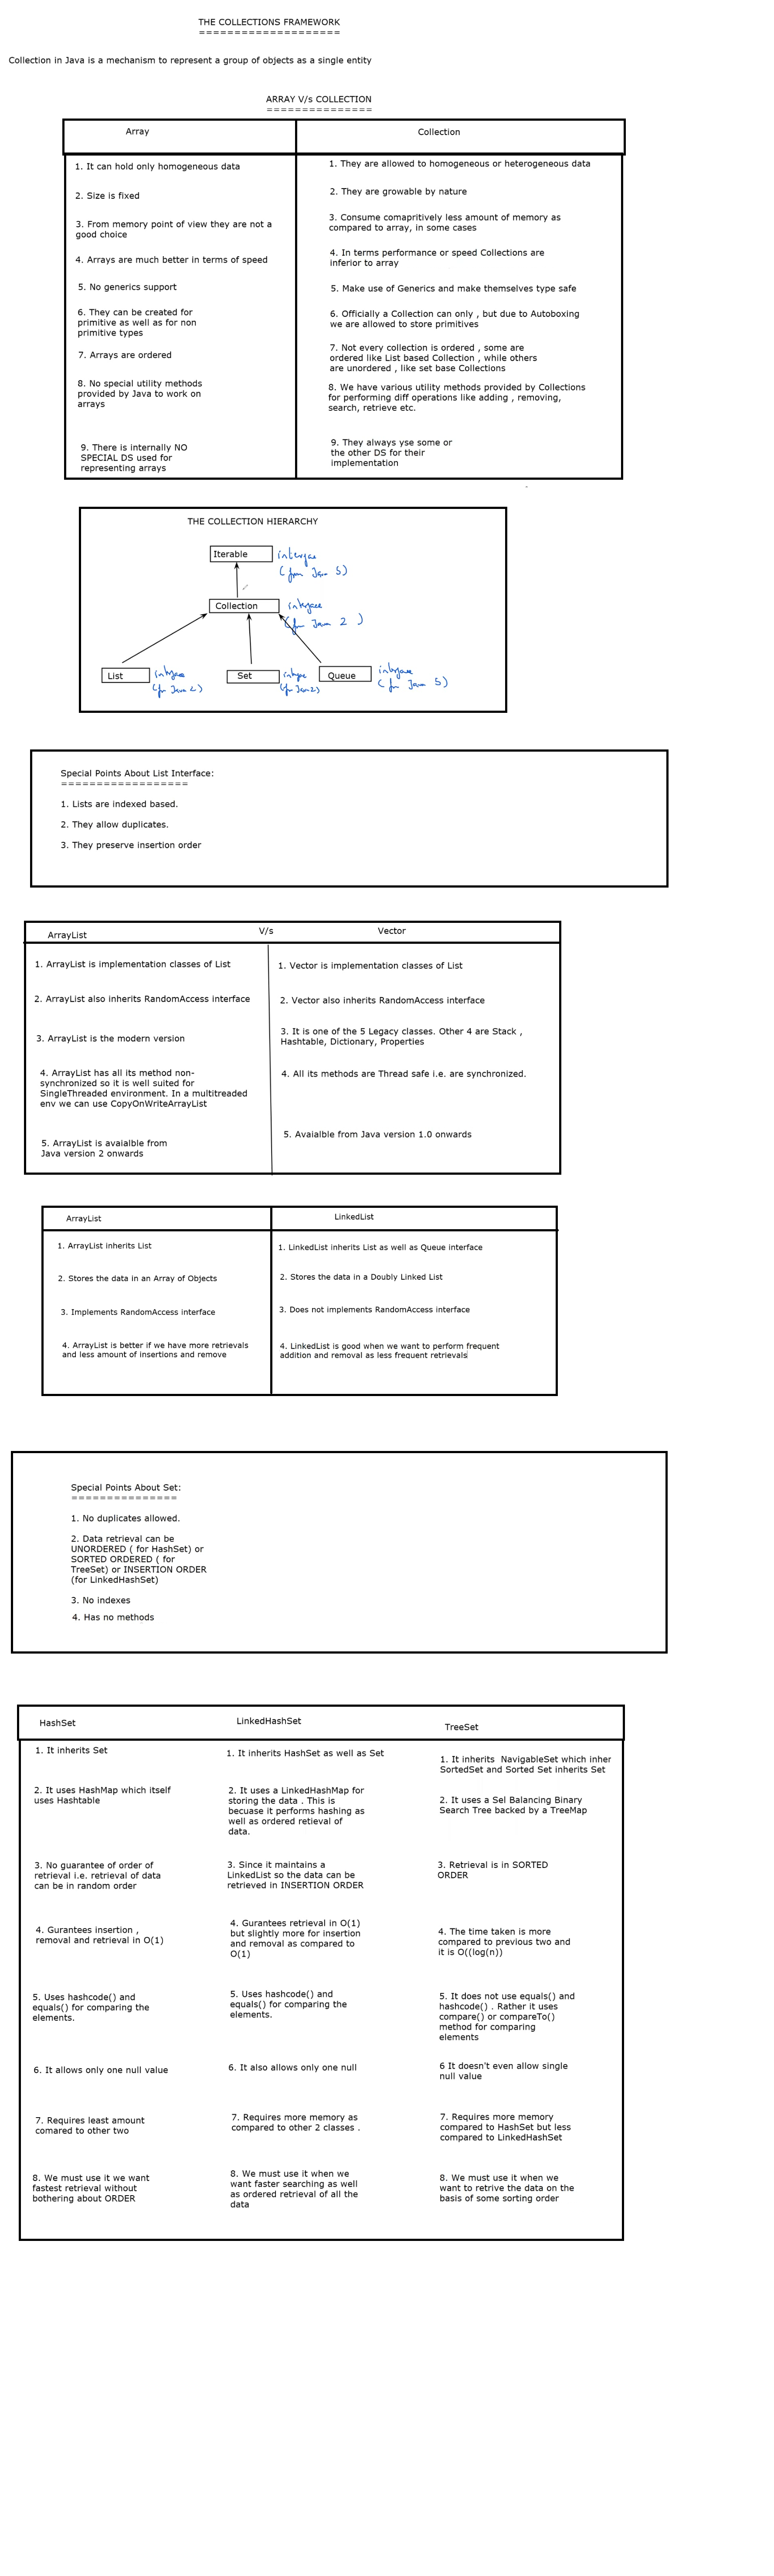 THE COLLECTIONS FRAMEWORK
====================
Collection in Java is a mechanism to represent a group of objects as a single entity
ARRAY V/s COLLECTION
===============
Array
1. It can hold only homogeneous data
2. Size is fixed
3. From memory point of view they are not a
good choice
4. Arrays are much better in terms of speed
5. No generics support
6. They can be created for
primitive as well as for non
primitive types
7. Arrays are ordered
8. No special utility methods
provided by Java to work on
arrays
9. There is internally NO
SPECIAL DS used for
representing arrays
Collection
1. They are allowed to homogeneous or heterogeneous data
2. They are growable by nature
3. Consume comapritively less amount of memory as
compared to array, in some cases
4. In terms performance or speed Collections are
inferior to array
5. Make use of Generics and make themselves type safe
6. Officially a Collection can only , but due to Autoboxing
we are allowed to store primitives
7. Not every collection is ordered , some are
ordered like List based Collection , while others
are unordered , like set base Collections
8. We have various utility methods provided by Collections
for performing diff operations like adding , removing,
search, retrieve etc.
9. They always yse some or
the other DS for their
implementation
THE COLLECTION HIERARCHY
Iterable
interface
(from Java 5)
Collection
interface
(from Java 2)
List
interface
(from Java 2)
Set
interface
(from Java 2)
Queue
interface
(from Java 5)
Special Points About List Interface:
==================
1. Lists are indexed based.
2. They allow duplicates.
3. They preserve insertion order
ArrayList
V/s
Vector
1. ArrayList is implementation classes of List
2. ArrayList also inherits RandomAccess interface
3. ArrayList is the modern version
4. ArrayList has all its method non-
synchronized so it is well suited for
SingleThreaded environment. In a multitreaded
env we can use CopyOnWriteArrayList
5. ArrayList is avaialble from
Java version 2 onwards
1. Vector is implementation classes of List
2. Vector also inherits RandomAccess interface
3. It is one of the 5 Legacy classes. Other 4 are Stack ,
Hashtable, Dictionary, Properties
4. All its methods are Thread safe i.e. are synchronized.
5. Avaialble from Java version 1.0 onwards
ArrayList
1. ArrayList inherits List
2. Stores the data in an Array of Objects
3. Implements RandomAccess interface
4. ArrayList is better if we have more retrievals
and less amount of insertions and remove
LinkedList
1. LinkedList inherits List as well as Queue interface
2. Stores the data in a Doubly Linked List
3. Does not implements RandomAccess interface
4. LinkedList is good when we want to perform frequent
addition and removal as less frequent retrievals
Special Points About Set:
===============
1. No duplicates allowed.
2. Data retrieval can be
UNORDERED ( for HashSet) or
SORTED ORDERED ( for
TreeSet) or INSERTION ORDER
(for LinkedHashSet)
3. No indexes
4. Has no methods
HashSet
1. It inherits Set
2. It uses HashMap which itself
uses Hashtable
3. No guarantee of order of
retrieval i.e. retrieval of data
can be in random order
4. Gurantees insertion ,
removal and retrieval in O(1)
5. Uses hashcode() and
equals() for comparing the
elements.
6. It allows only one null value
7. Requires least amount
comared to other two
8. We must use it we want
fastest retrieval without
bothering about ORDER
LinkedHashSet
1. It inherits HashSet as well as Set
2. It uses a LinkedHashMap for
storing the data . This is
becuase it performs hashing as
well as ordered retieval of
data.
3. Since it maintains a
LinkedList so the data can be
retrieved in INSERTION ORDER
4. Gurantees retrieval in O(1)
but slightly more for insertion
and removal as compared to
O(1)
5. Uses hashcode() and
equals() for comparing the
elements.
6. It also allows only one null
7. Requires more memory as
compared to other 2 classes .
8. We must use it when we
want faster searching as well
as ordered retrieval of all the
data
TreeSet
1. It inherits  NavigableSet which inher
SortedSet and Sorted Set inherits Set
2. It uses a Sel Balancing Binary
Search Tree backed by a TreeMap
3. Retrieval is in SORTED
ORDER
4. The time taken is more
compared to previous two and
it is O((log(n))
5. It does not use equals() and
hashcode() . Rather it uses
compare() or compareTo()
method for comparing
elements
6 It doesn't even allow single
null value
7. Requires more memory
compared to HashSet but less
compared to LinkedHashSet
8. We must use it when we
want to retrive the data on the
basis of some sorting order